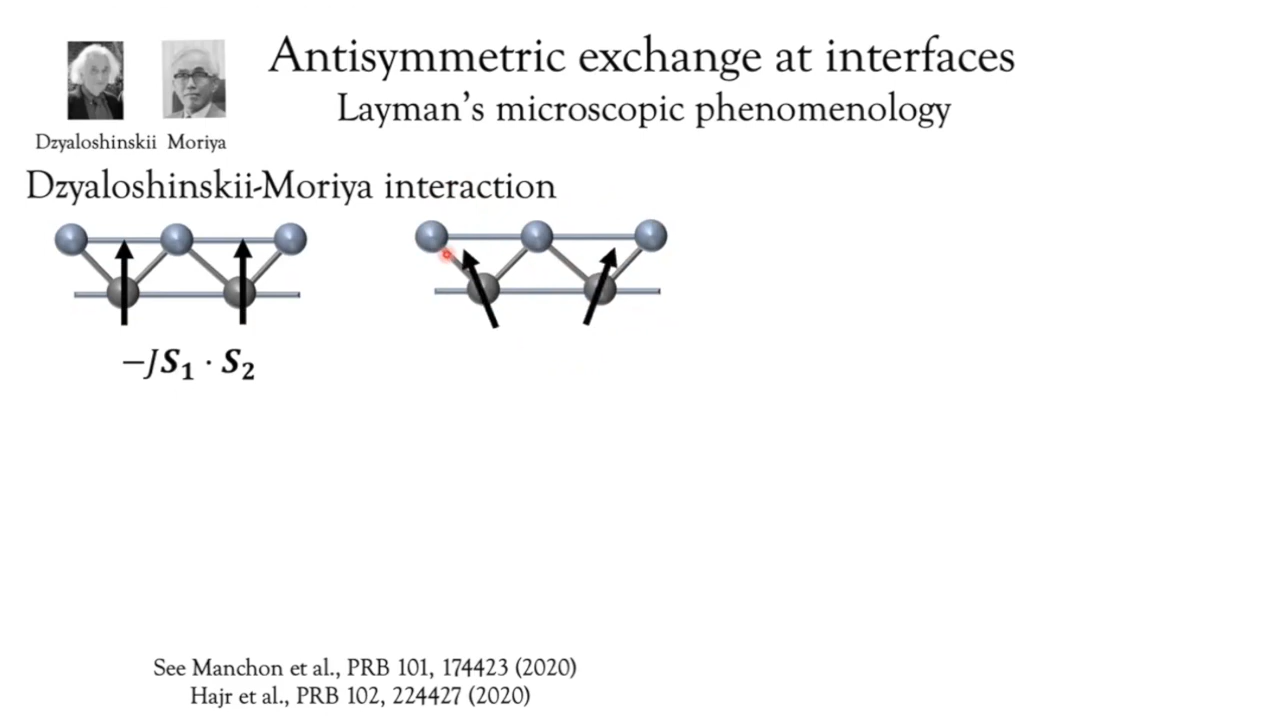 Antisymmetric exchange at interfaces
Layman's microscopic phenomenology
Dzyaloshinskii Moriya
Dzyaloshinskii-Moriya interaction
−JS₁ · S₂
See Manchon et al., PRB 101, 174423 (2020)
Hajr et al., PRB 102, 224427 (2020)